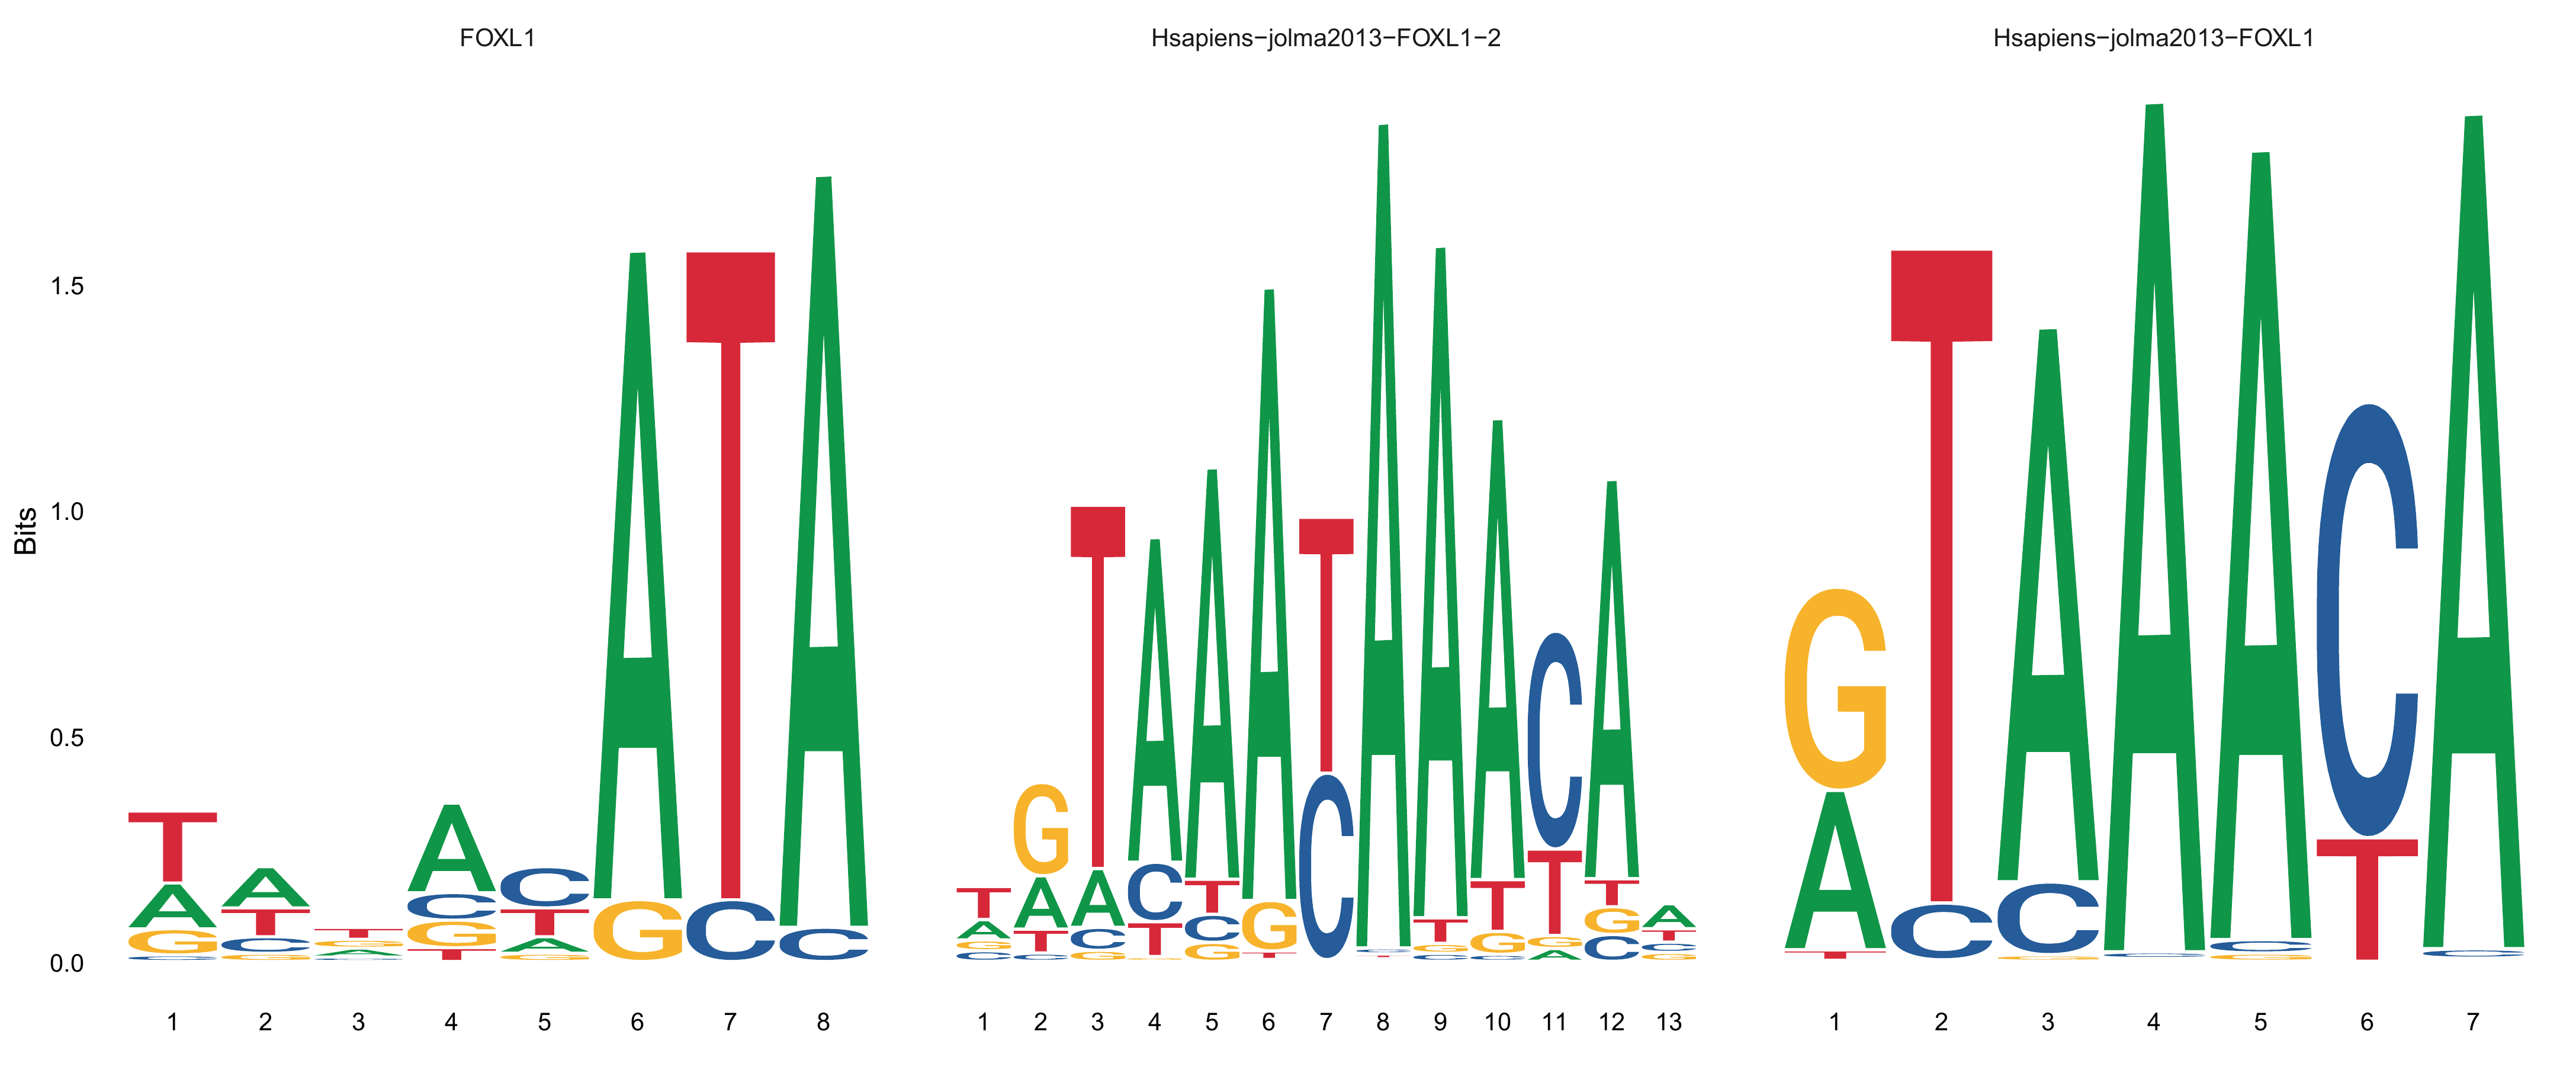 FOXL1 Hsapiens−jolma2013−FOXL1−2 Hsapiens−jolma2013−FOXL1
1.5
1.0
0.5
0.0
Bits
T A G C
A T C G
T G A C
A C G T
C T A G
A G
T C
A C
T A G C
G A T C
T A C G
A C T
A T C G
A G T
T C
A C T
A T G C
A T G C
C T G A
A T G C
A T C G
G A T
T C
A C G
A C
A C G
C T
A C
1 2 3 4 5 6 7 8 1 2 3 4 5 6 7 8 9 10 11 12 13 1 2 3 4 5 6 7